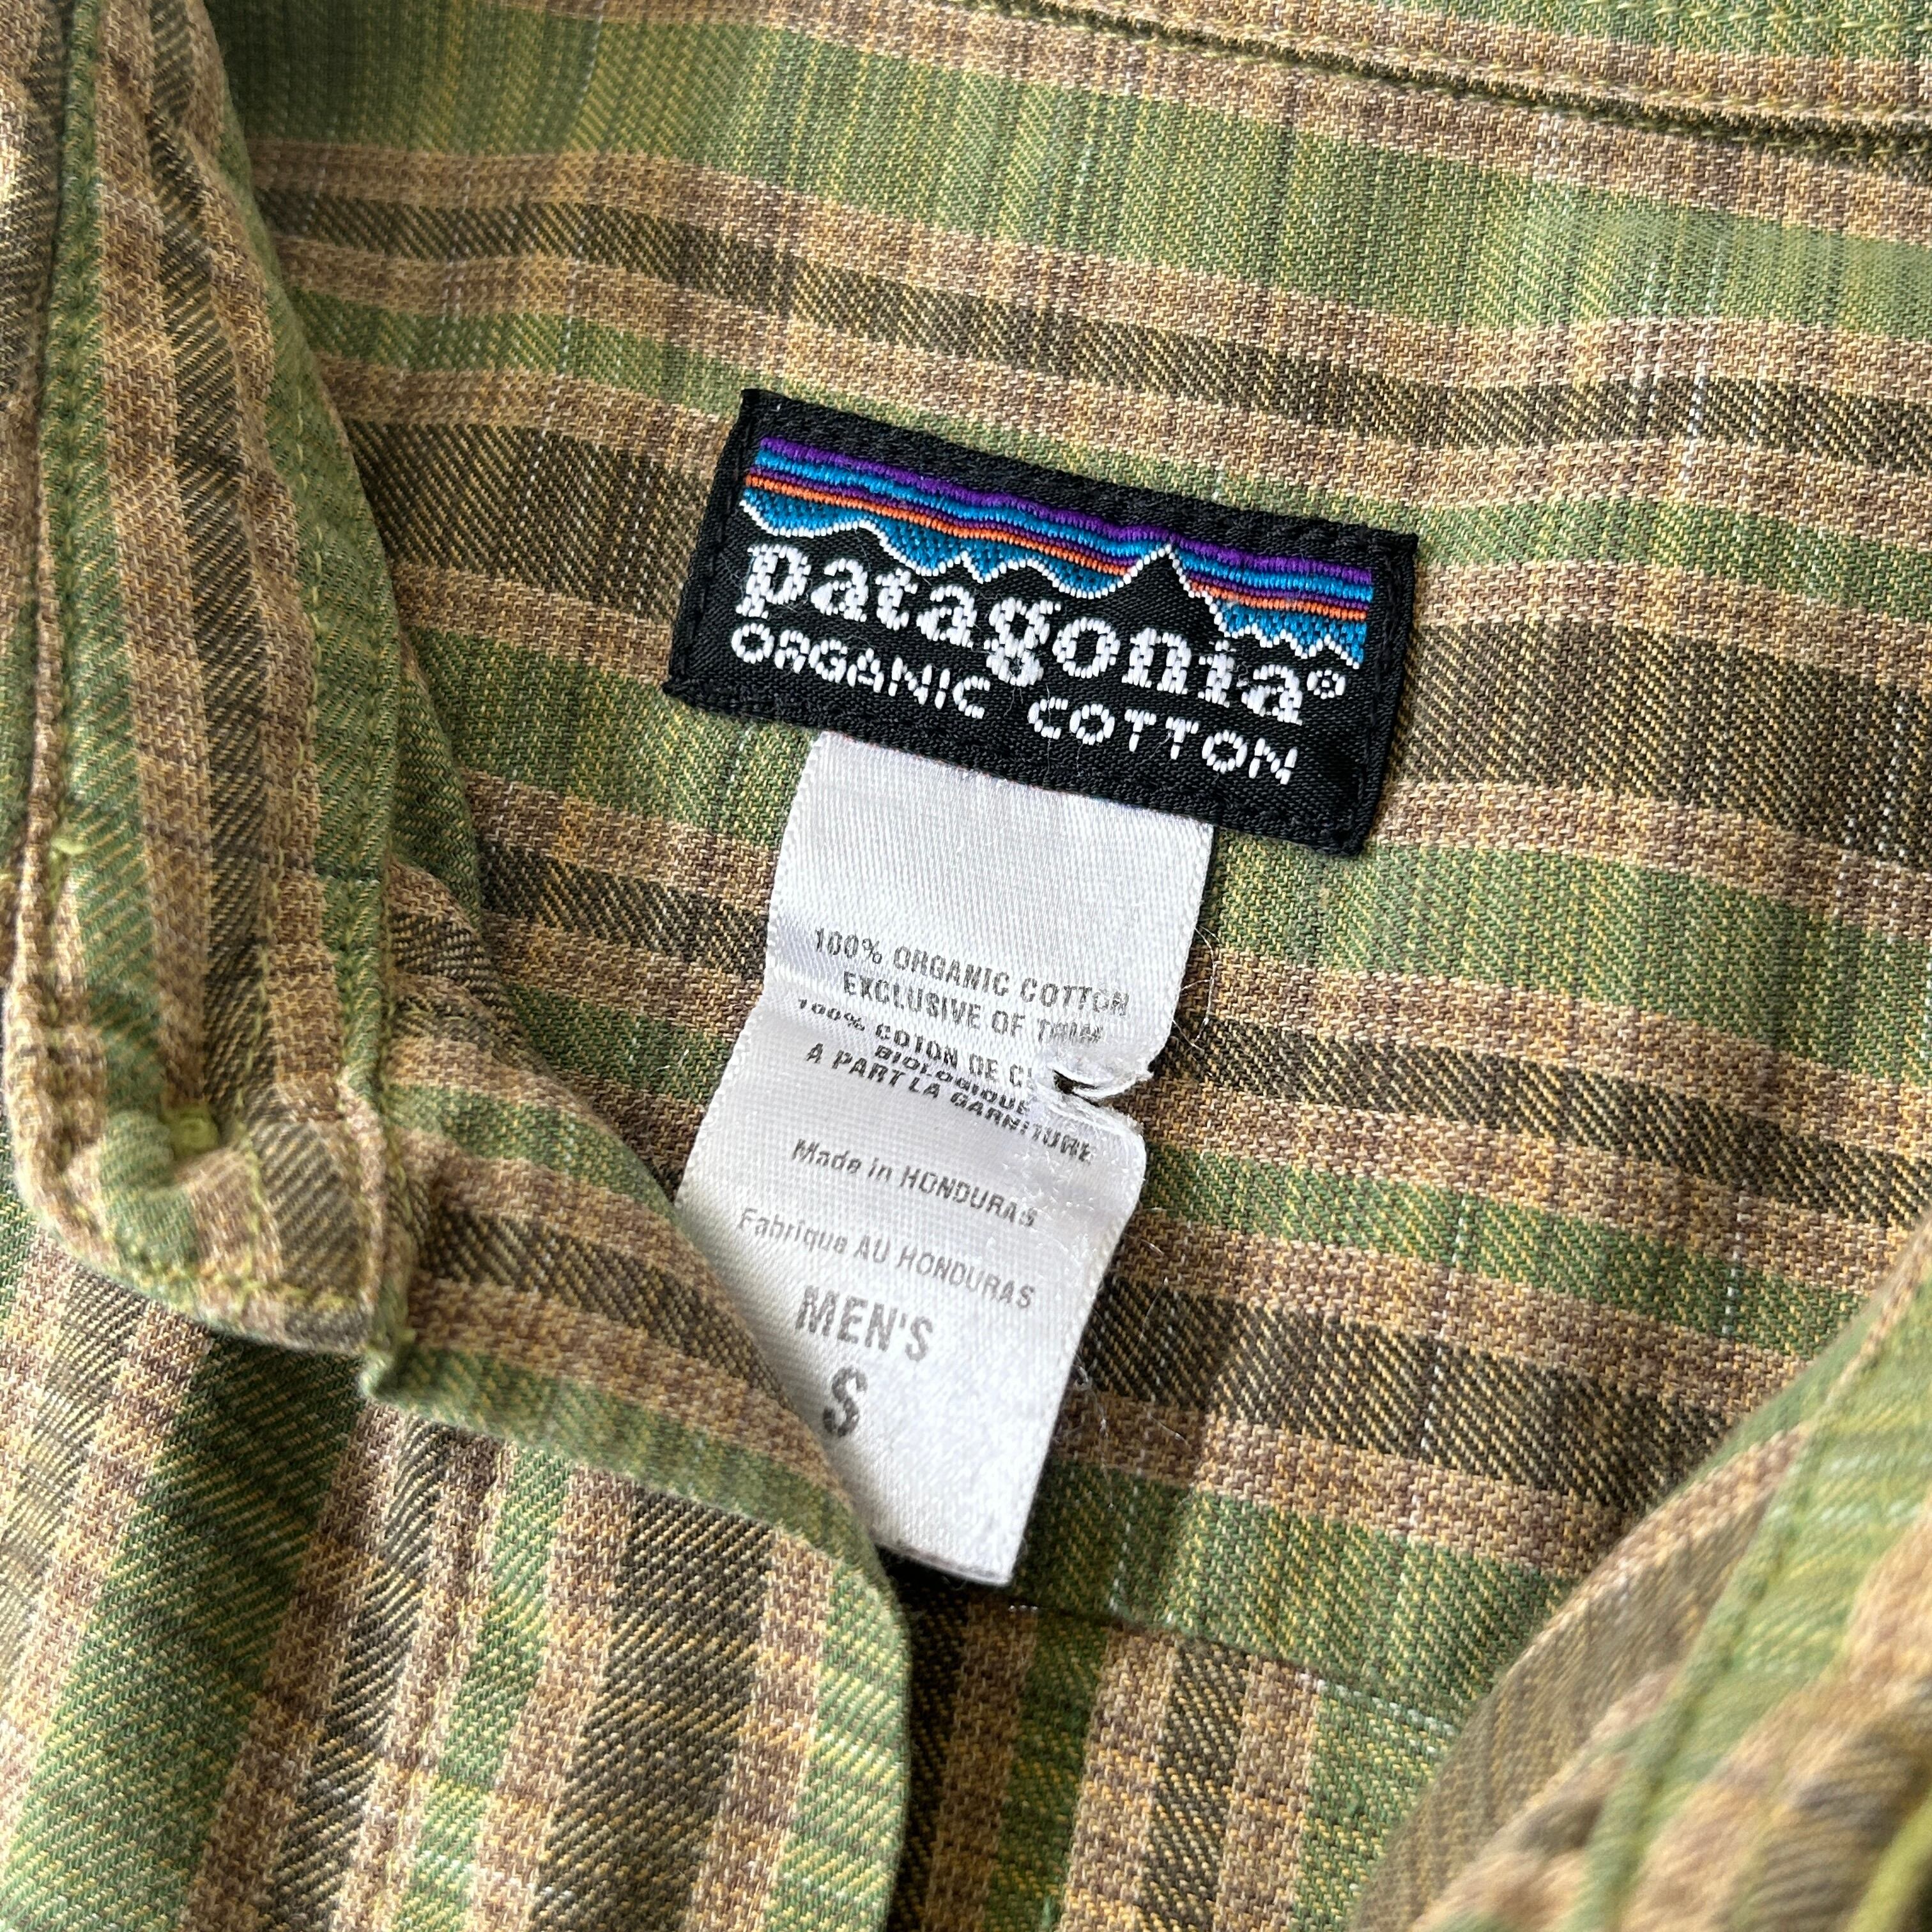 patagonia®
ORGANIC COTTON
100% ORGANIC COTTON
EXCLUSIVE OF TRIM
100% COTON DE
BIOLOGIQUE
A PART LA GARNITURE
Made in HONDURAS
Fabrique AU HONDURAS
MEN'S
S